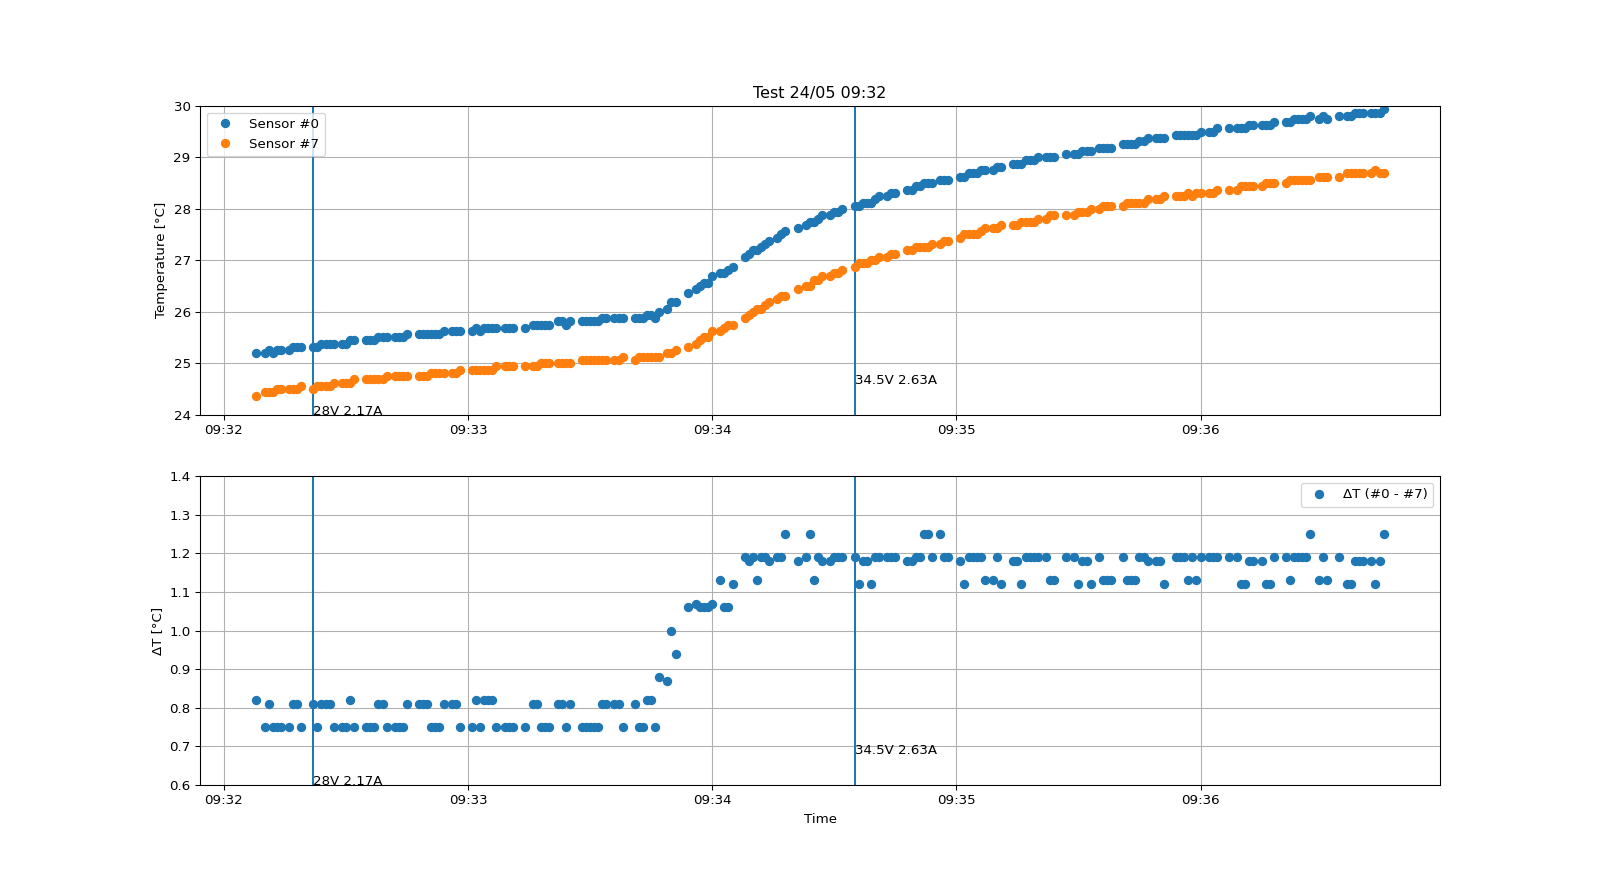 Test 24/05 09:32
30
29
28
27
26
25
24
Temperature [°C]
Sensor #0
Sensor #7
28V 2.17A
34.5V 2.63A
09:32 09:33 09:34 09:35 09:36
1.4
1.3
1.2
1.1
1.0
0.9
0.8
0.7
0.6
ΔT [°C]
ΔT (#0 - #7)
34.5V 2.63A
28V 2.17A
09:32 09:33 09:34 09:35 09:36
Time